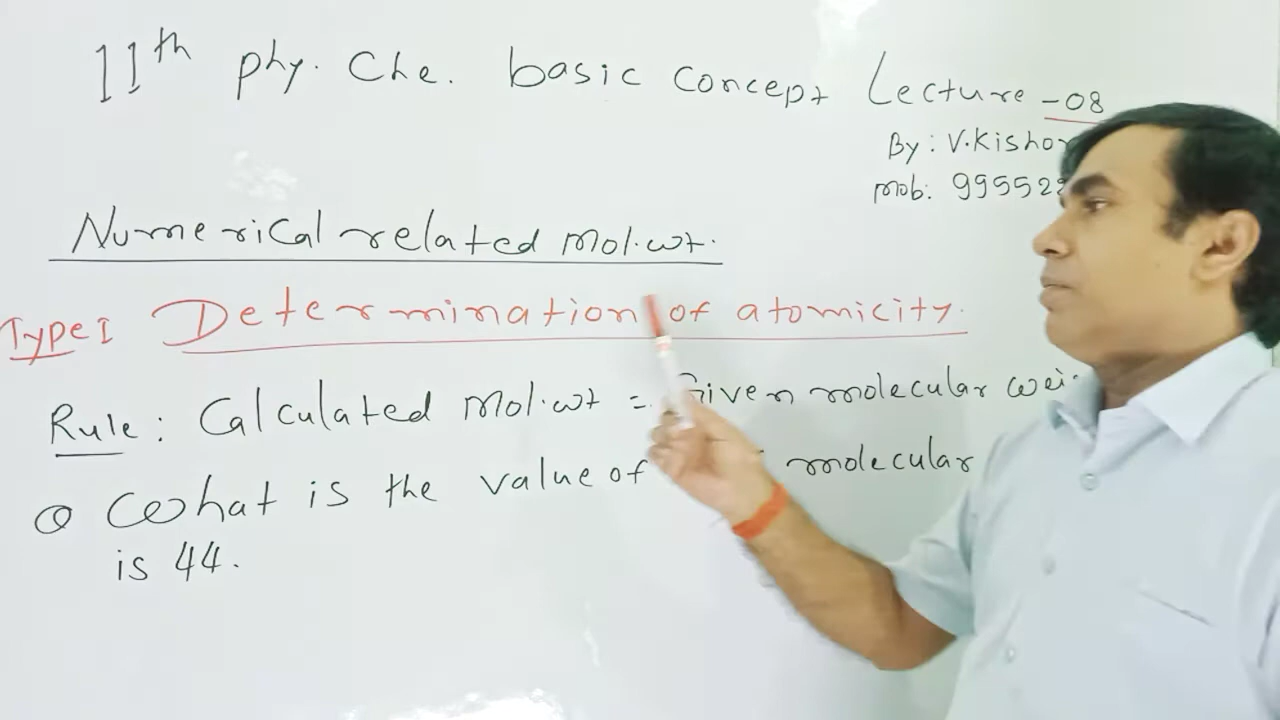 11th phy. Che. basic concept Lecture -08
By: V.Kisho
Mob: 99552
Numerical related Mol.wt.
Type I Determination of atomicity.
Rule: Calculated Mol.wt = Given molecular wei
Q What is the value of molecular
is 44.